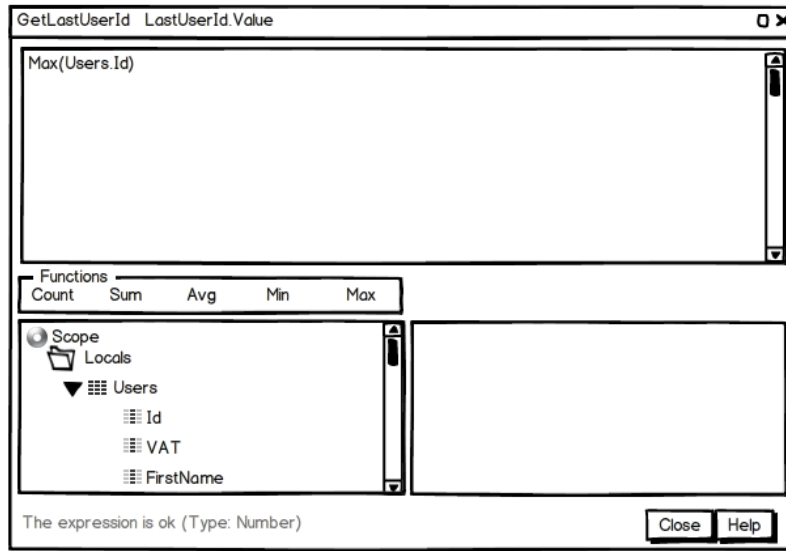 GetLastUserId LastUserId.Value
Max(Users.Id)
Functions
Count Sum Avg Min Max
Scope
Locals
Users
Id
VAT
FirstName
The expression is ok (Type: Number)
Close Help